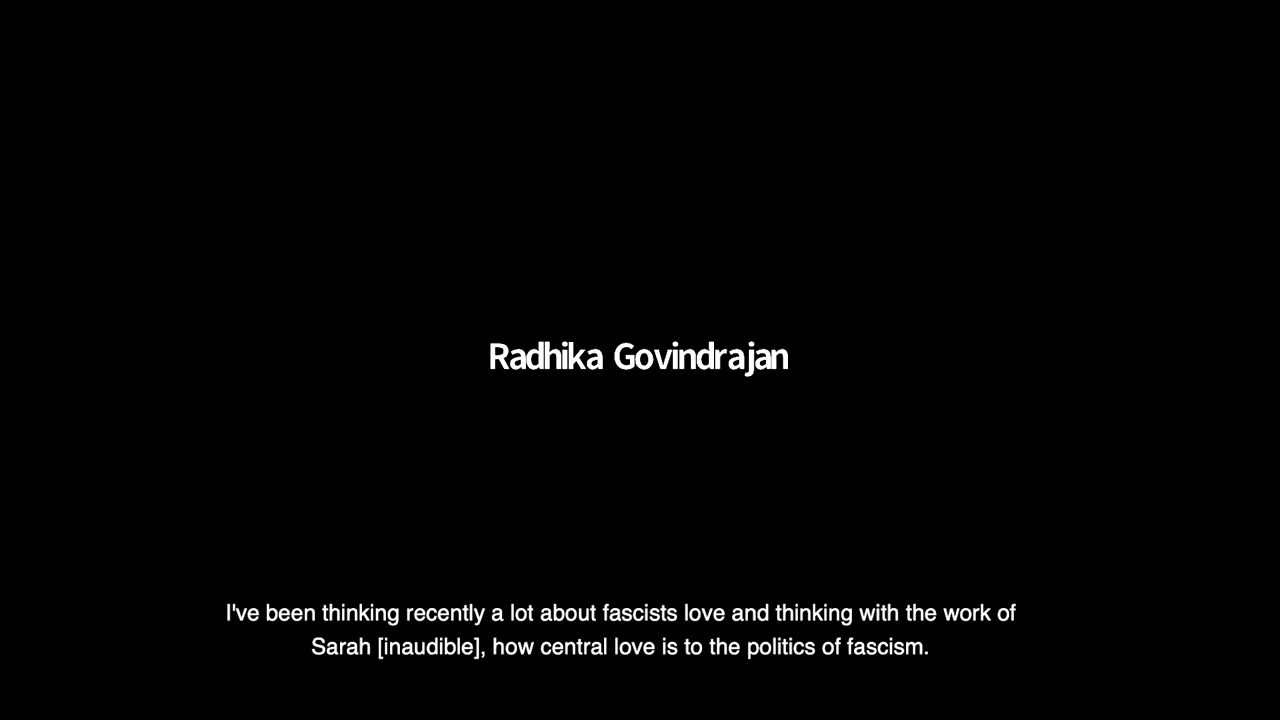 Radhika Govindrajan
I've been thinking recently a lot about fascists love and thinking with the work of
Sarah [inaudible], how central love is to the politics of fascism.